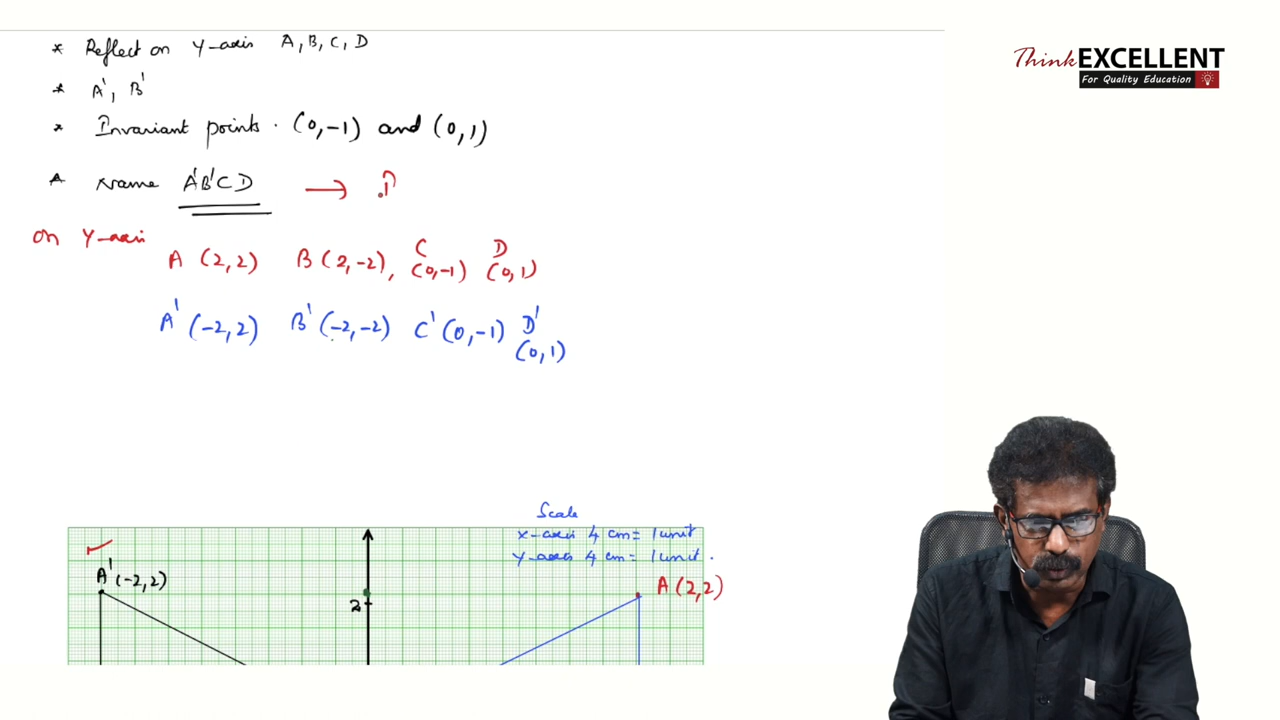 * Reflect on Y-axis A, B, C, D
* A', B'
* Invariant points. (0,-1) and (0,1)
* Name A'B'CD →
on Y-axis
A (2,2) B (2,-2), C (0,-1) D (0,1)
A' (-2,2) B' (-2,-2) C' (0,-1) D' (0,1)
Think EXCELLENT
For Quality Education
Scale
x-axis 4 cm = 1 unit
y-axis 4 cm = 1 unit.
A' (-2,2)
2
A (2,2)